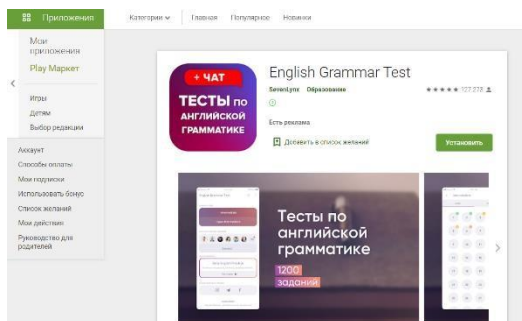 Приложения
Категории
Главная
Популярное
Новинки
Мои
приложения
Play Маркет
Игры
Детям
Выбор редакции
Аккаунт
Способы оплаты
Мои подписки
Использовать бонус
Список желаний
Мои действия
Руководство для
родителей
+ ЧАТ
ТЕСТЫ ПО
АНГЛИЙСКОЙ
ГРАММАТИКЕ
English Grammar Test
SevenLynx
Образование
Есть реклама
Добавить в список желаний
Установить
Тесты по
английской
грамматике
1200
заданий